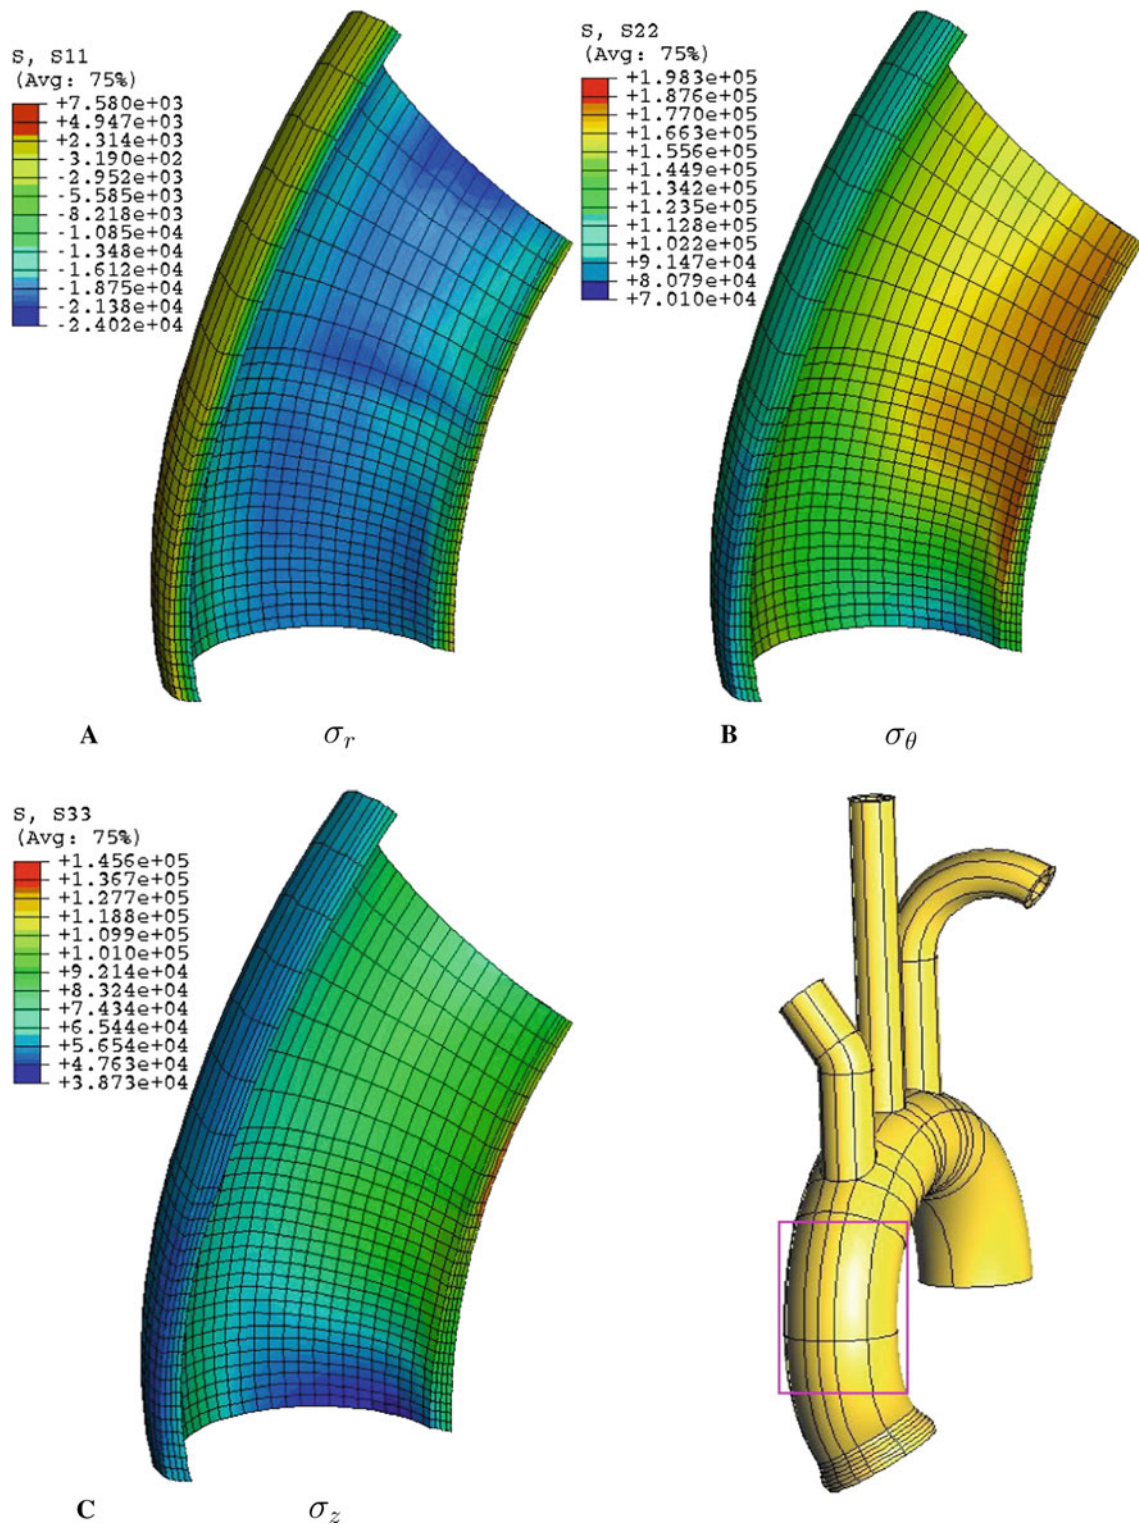 S, S11
(Avg: 75%)
+7.580e+03
+4.947e+03
+2.314e+03
-3.190e+02
-2.952e+03
-5.585e+03
-8.218e+03
-1.085e+04
-1.348e+04
-1.612e+04
-1.875e+04
-2.138e+04
-2.402e+04
S, S22
(Avg: 75%)
+1.983e+05
+1.876e+05
+1.770e+05
+1.663e+05
+1.556e+05
+1.449e+05
+1.342e+05
+1.235e+05
+1.128e+05
+1.022e+05
+9.147e+04
+8.079e+04
+7.010e+04
A σr
B σθ
S, S33
(Avg: 75%)
+1.456e+05
+1.367e+05
+1.277e+05
+1.188e+05
+1.099e+05
+1.010e+05
+9.214e+04
+8.324e+04
+7.434e+04
+6.544e+04
+5.654e+04
+4.763e+04
+3.873e+04
C σz